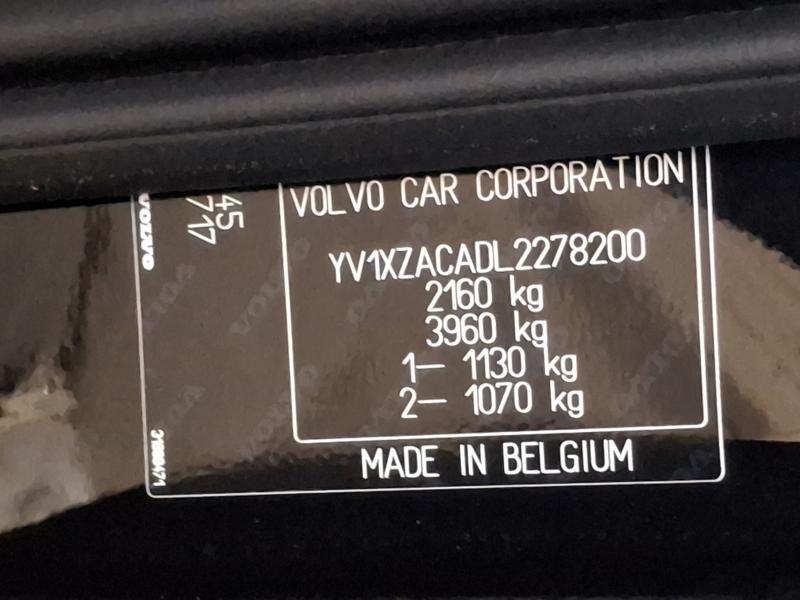 VOLVO CAR CORPORATION
YV1XZACADL2278200
2160 kg
3960 kg
1– 1130 kg
2– 1070 kg
MADE IN BELGIUM
45
717
VOLVO